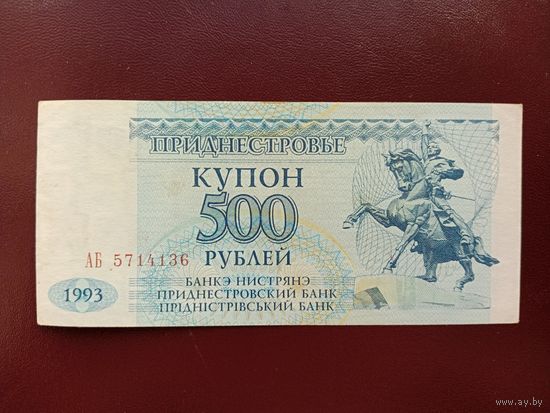 ПРИДНЕСТРОВЬЕ
КУПОН
500
РУБЛЕЙ
АБ 5714136
БАНКЭ НИСТРЯНЭ
1993 ПРИДНЕСТРОВСКИЙ БАНК
ПРІДНІСТРІВСЬКИЙ БАНК
www.ay.by